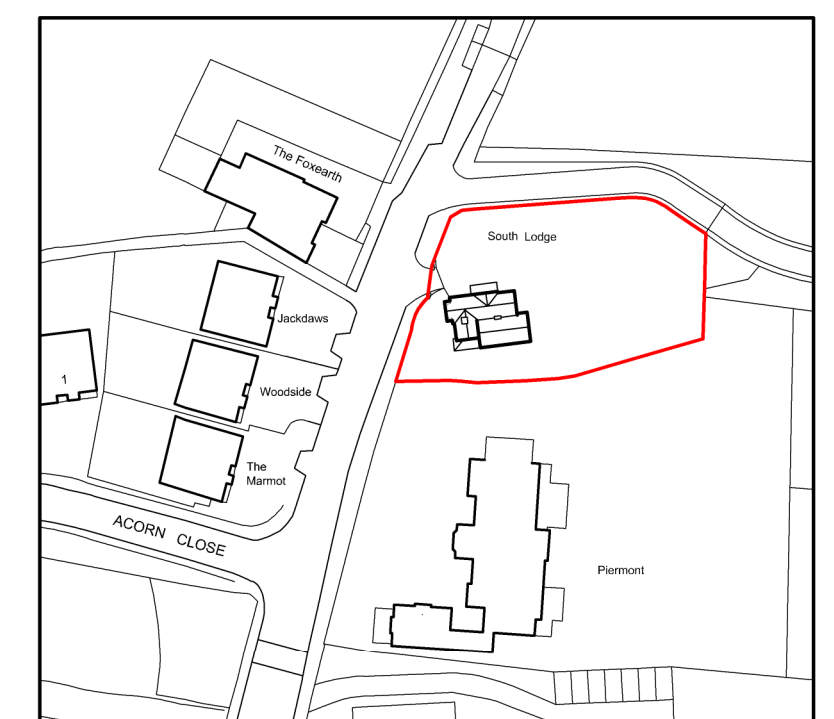 The Foxearth
South Lodge
Jackdaws
1
Woodside
The
Marmot
ACORN CLOSE
Piermont